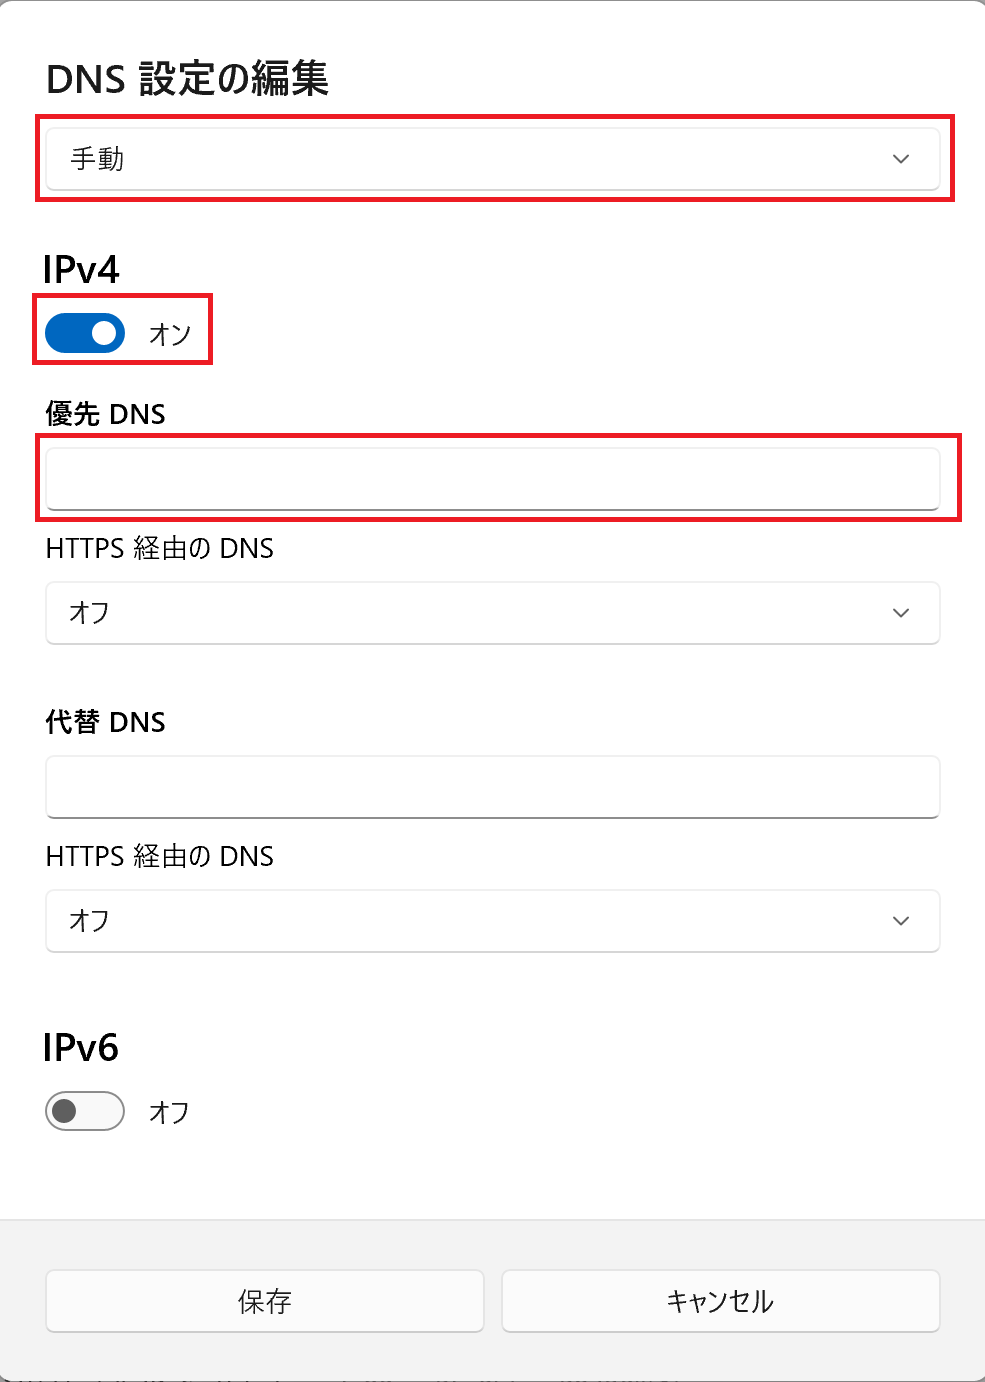 DNS 設定の編集
手動
IPv4
オン
優先 DNS
HTTPS 経由の DNS
オフ
代替 DNS
HTTPS 経由の DNS
オフ
IPv6
オフ
保存
キャンセル